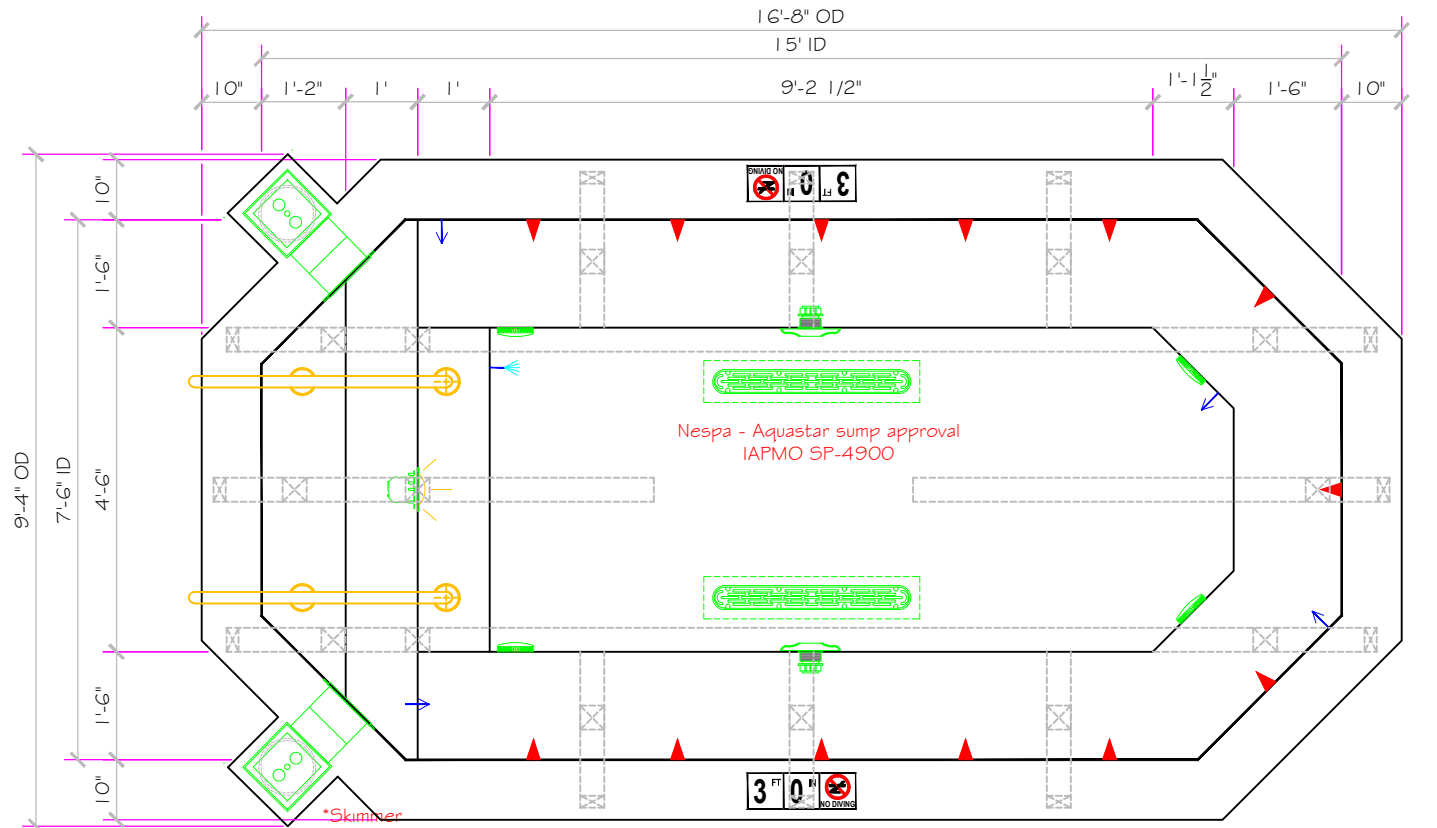 16'-8" OD
15' ID
10"
1'-2"
1'
1'
9'-2 1/2"
1'-1 1/2"
1'-6"
10"
NO DIVING
0 IN
3 FT
10"
1'-6"
4'-6"
1'-6"
10"
7'-6" ID
9'-4" OD
Nespa - Aquastar sump approval
IAPMO SP-4900
3 FT
0 IN
NO DIVING
*Skimmer